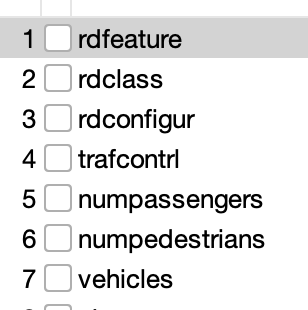 1 rdfeature
2 rdclass
3 rdconfigur
4 trafcontrl
5 numpassengers
6 numpedestrians
7 vehicles